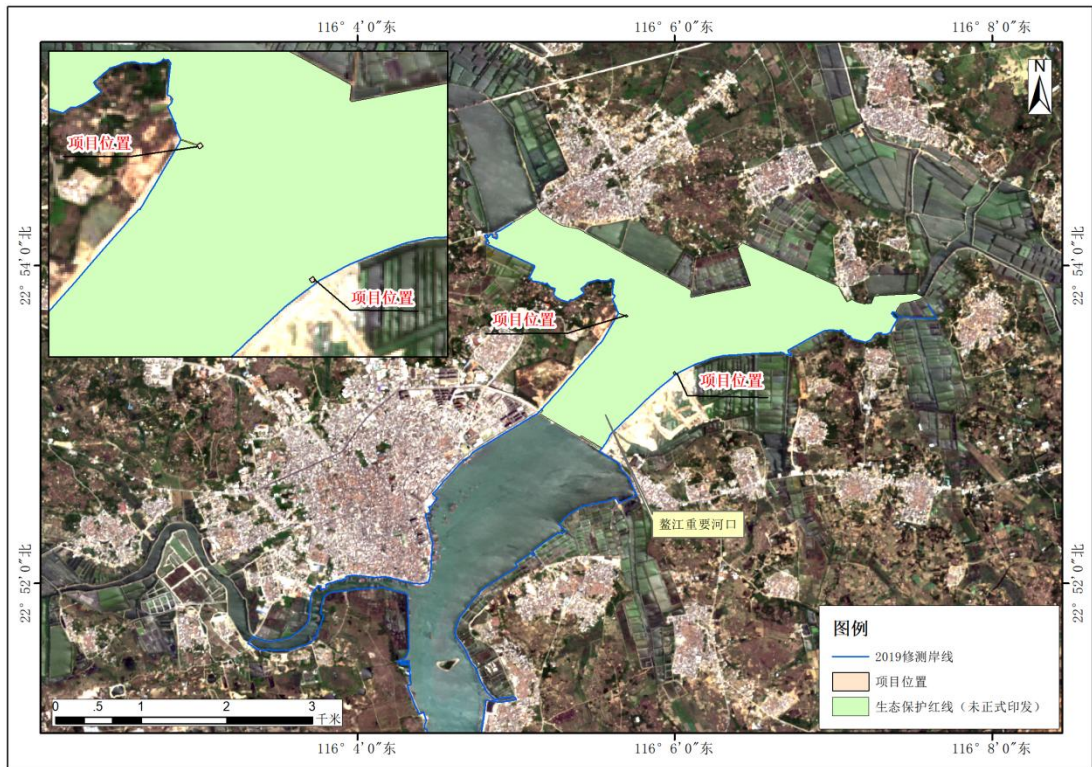 116° 4'0"东
116° 6'0"东
116° 8'0"东
项目位置
项目位置
N
22° 54'0"北
22° 54'0"北
项目位置
项目位置
鳌江重要河口
22° 52'0"北
22° 52'0"北
图例
2019修测岸线
项目位置
生态保护红线（未正式印发）
0 .5 1 2 3
千米
116° 4'0"东
116° 6'0"东
116° 8'0"东